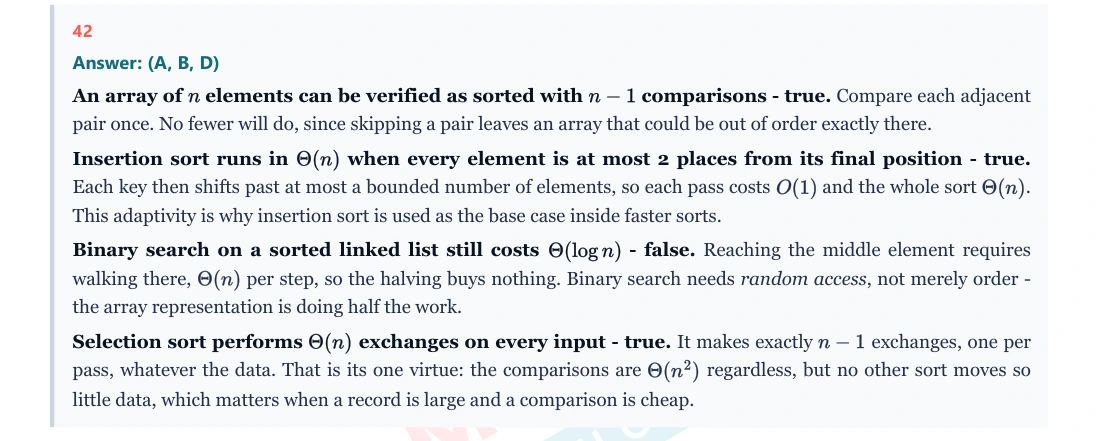 42
Answer: (A, B, D)
An array of n elements can be verified as sorted with n − 1 comparisons - true. Compare each adjacent
pair once. No fewer will do, since skipping a pair leaves an array that could be out of order exactly there.
Insertion sort runs in Θ(n) when every element is at most 2 places from its final position - true.
Each key then shifts past at most a bounded number of elements, so each pass costs O(1) and the whole sort Θ(n).
This adaptivity is why insertion sort is used as the base case inside faster sorts.
Binary search on a sorted linked list still costs Θ(log n) - false. Reaching the middle element requires
walking there, Θ(n) per step, so the halving buys nothing. Binary search needs random access, not merely order -
the array representation is doing half the work.
Selection sort performs Θ(n) exchanges on every input - true. It makes exactly n − 1 exchanges, one per
pass, whatever the data. That is its one virtue: the comparisons are Θ(n²) regardless, but no other sort moves so
little data, which matters when a record is large and a comparison is cheap.